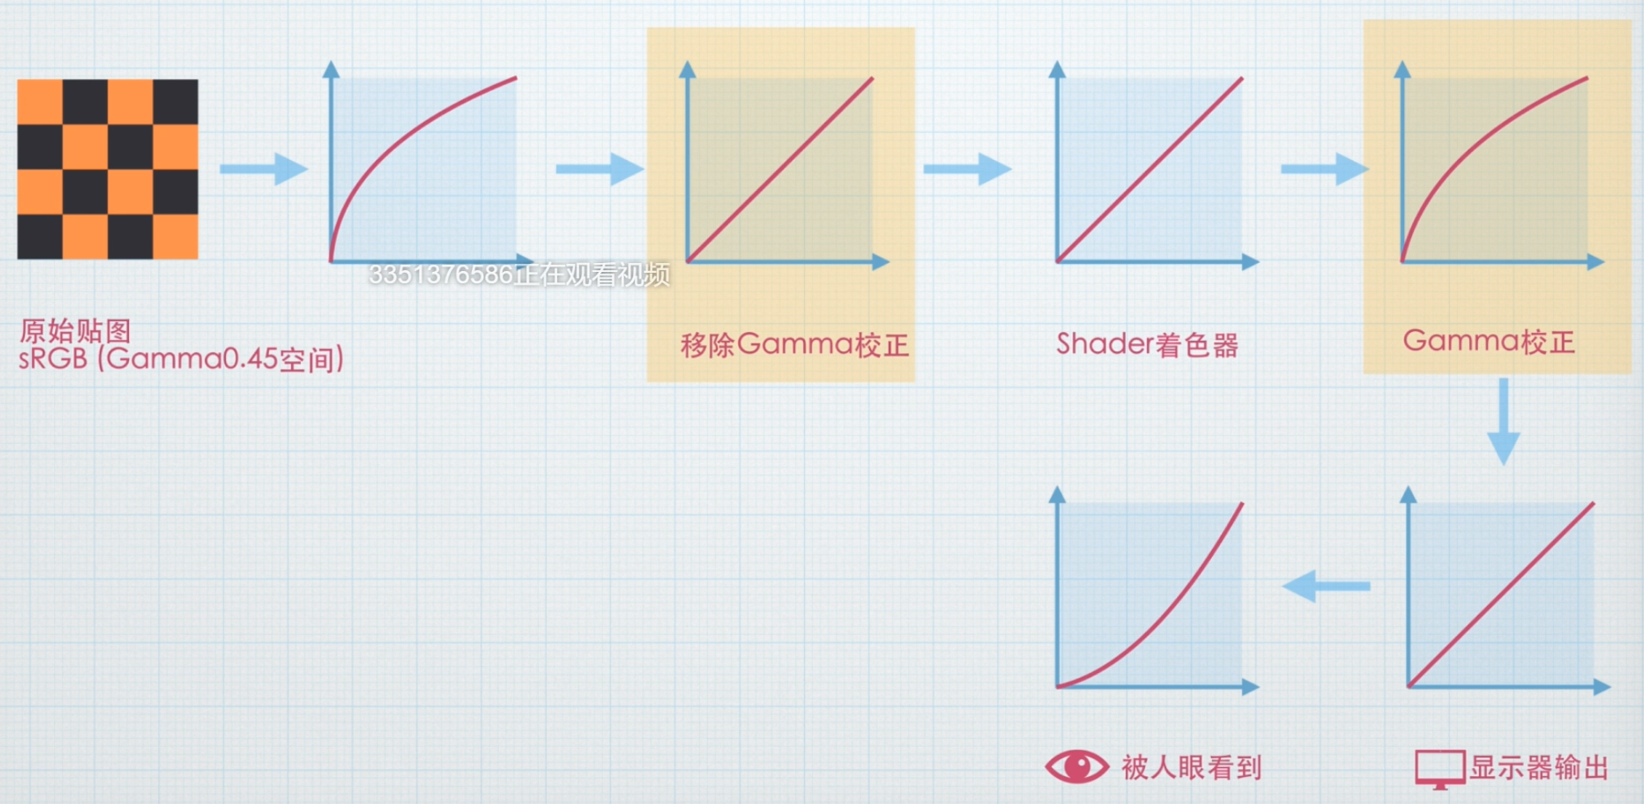 3351376586正在观看视频
原始贴图
sRGB (Gamma0.45空间)
移除Gamma校正
Shader着色器
Gamma校正
被人眼看到
显示器输出